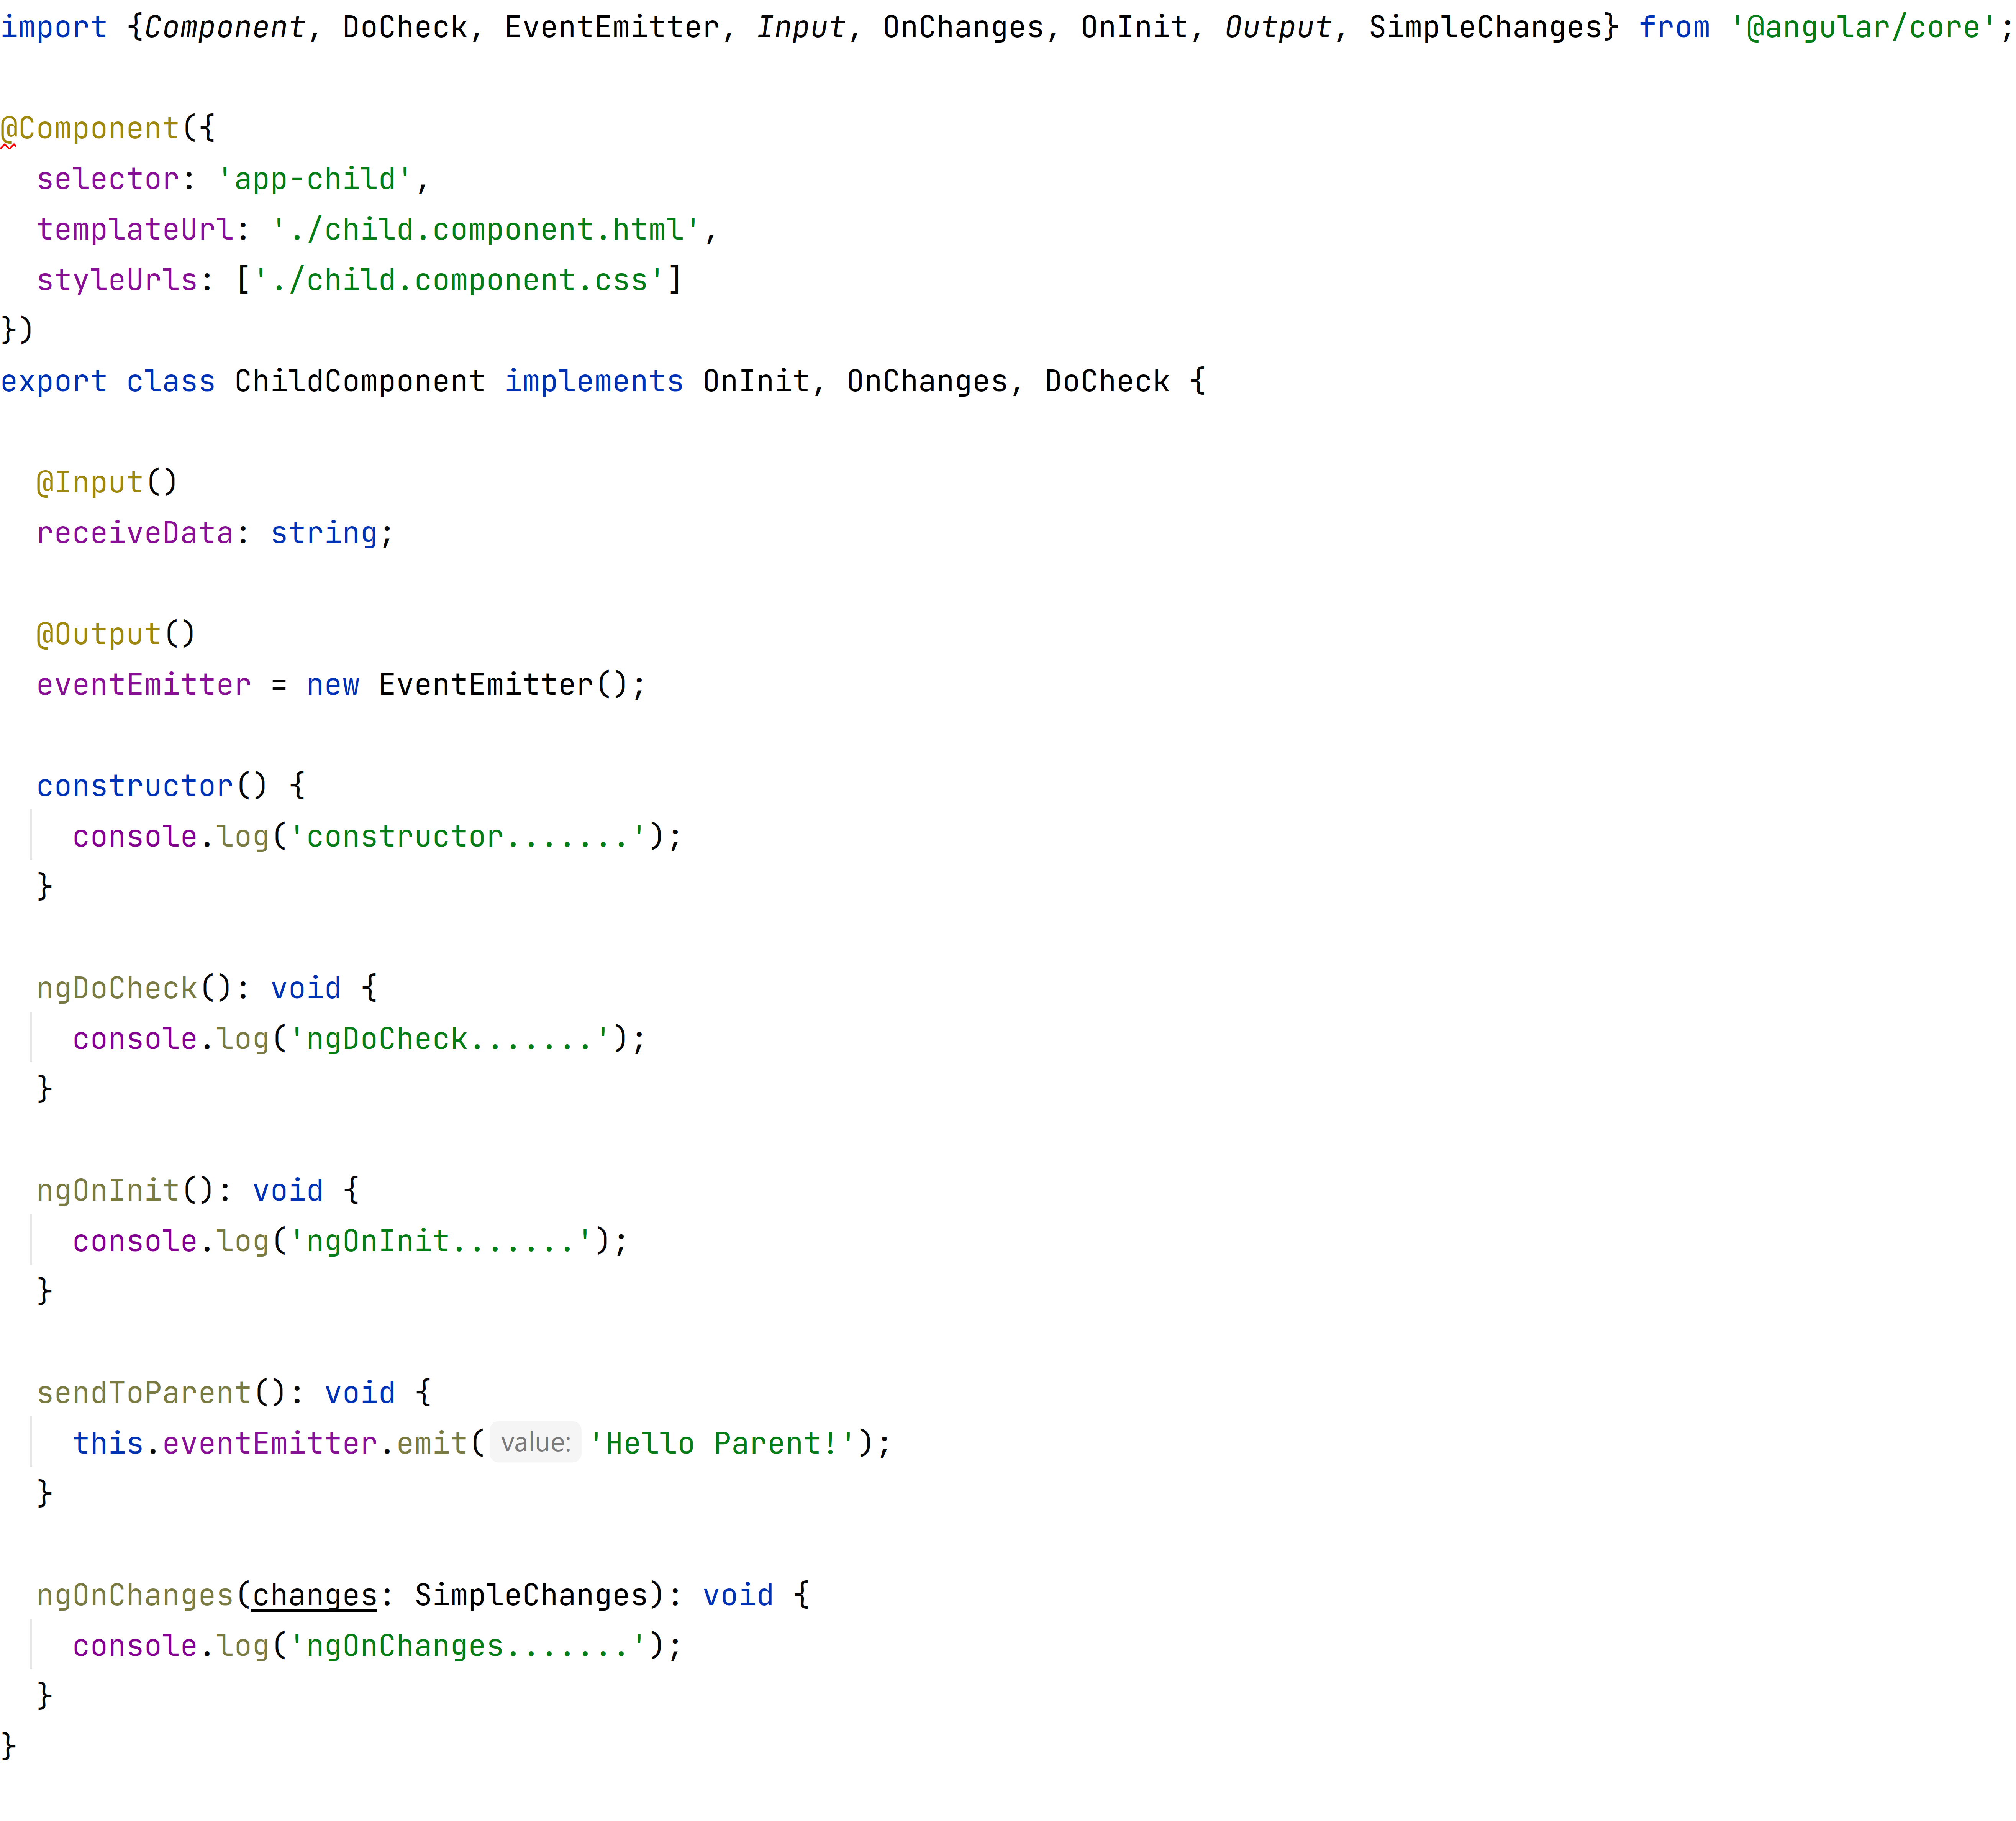 import {Component, DoCheck, EventEmitter, Input, OnChanges, OnInit, Output, SimpleChanges} from '@angular/core';

@Component({
  selector: 'app-child',
  templateUrl: './child.component.html',
  styleUrls: ['./child.component.css']
})
export class ChildComponent implements OnInit, OnChanges, DoCheck {

  @Input()
  receiveData: string;

  @Output()
  eventEmitter = new EventEmitter();

  constructor() {
    console.log('constructor.......');
  }

  ngDoCheck(): void {
    console.log('ngDoCheck.......');
  }

  ngOnInit(): void {
    console.log('ngOnInit.......');
  }

  sendToParent(): void {
    this.eventEmitter.emit( value: 'Hello Parent!');
  }

  ngOnChanges(changes: SimpleChanges): void {
    console.log('ngOnChanges.......');
  }
}